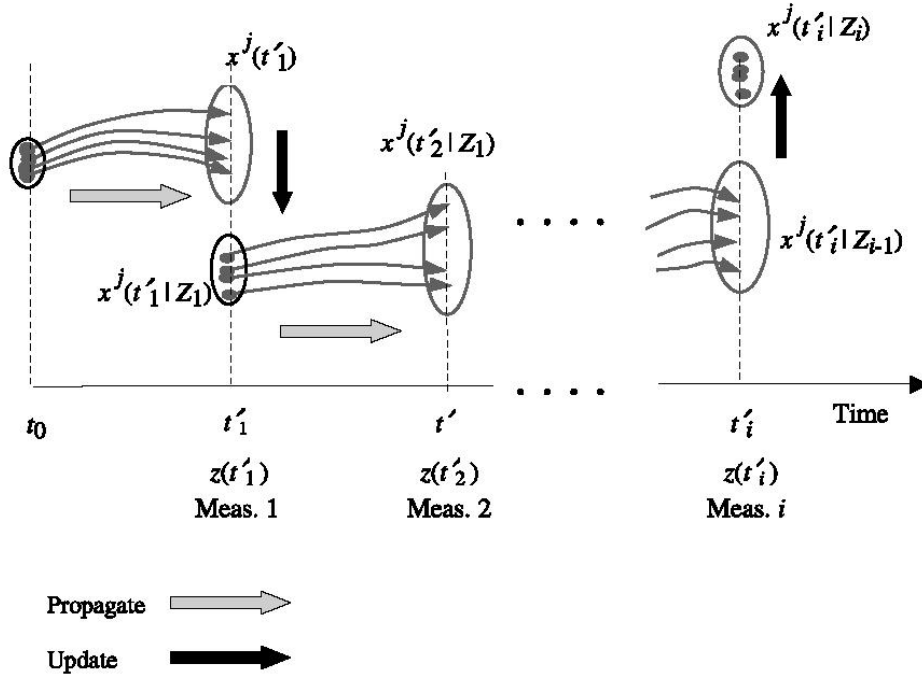 x^j(t′_1)
x^j(t′_i | Z_i)
x^j(t′_2 | Z_1)
. . . .
x^j(t′_i | Z_{i-1})
x^j(t′_1 | Z_1)
. . . .
t_0 t′_1 t′ t′_i Time
z(t′_1) z(t′_2) z(t′_i)
Meas. 1 Meas. 2 Meas. i
Propagate
Update